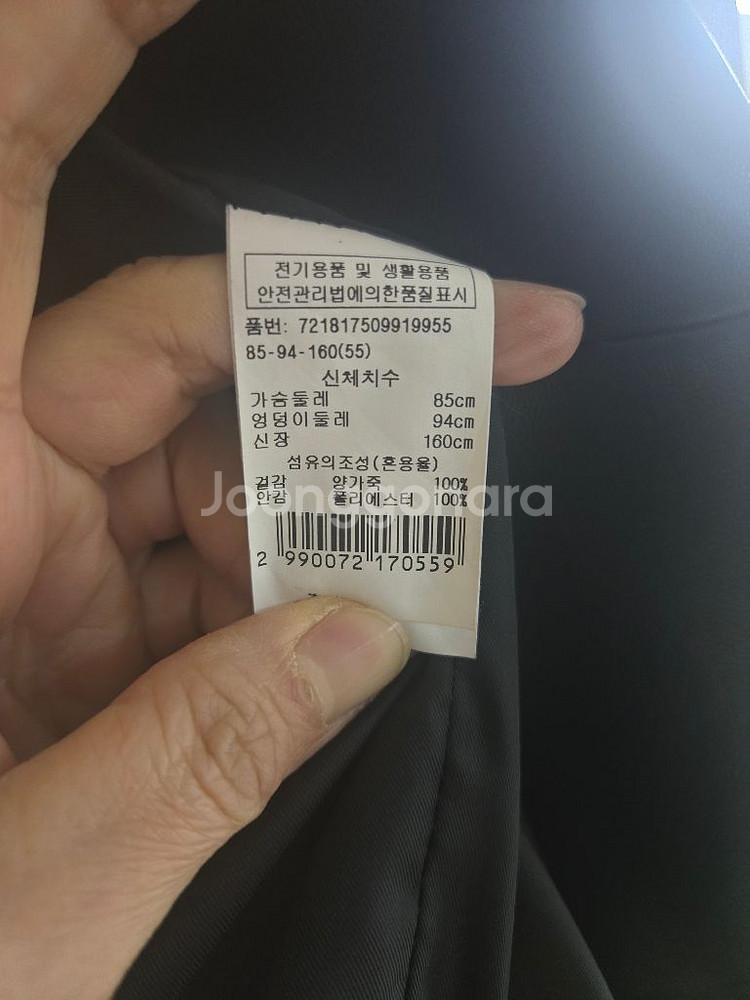 전기용품 및 생활용품
안전관리법에의한품질표시
품번: 721817509919955
85-94-160(55)
신체치수
가슴둘레 85cm
엉덩이둘레 94cm
신장 160cm
섬유의조성(혼용율)
겉감 양가죽 100%
안감 폴리에스터 100%
Joonggonara
2 990072 170559